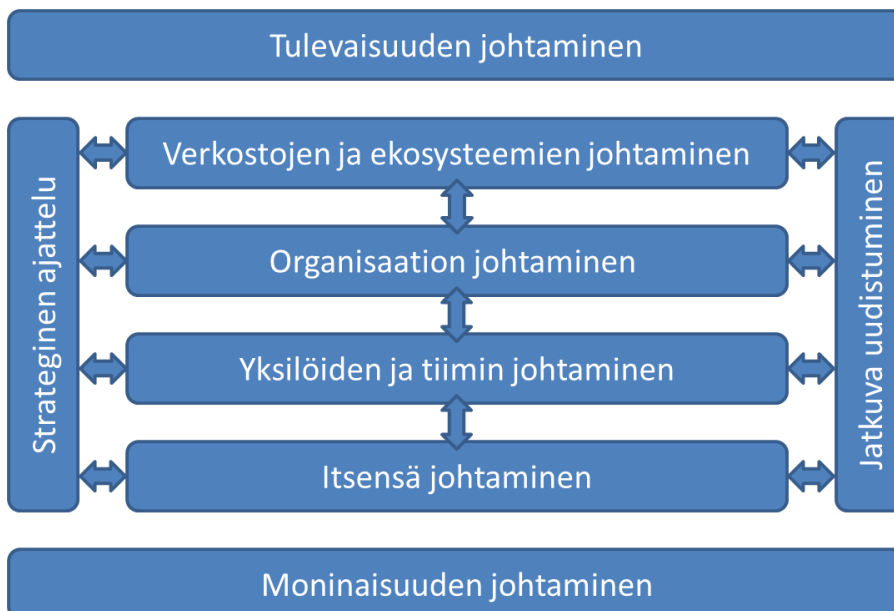 Tulevaisuuden johtaminen
Strateginen ajattelu
Verkostojen ja ekosysteemien johtaminen
Organisaation johtaminen
Yksilöiden ja tiimin johtaminen
Itsensä johtaminen
Jatkuva uudistuminen
Moninaisuuden johtaminen